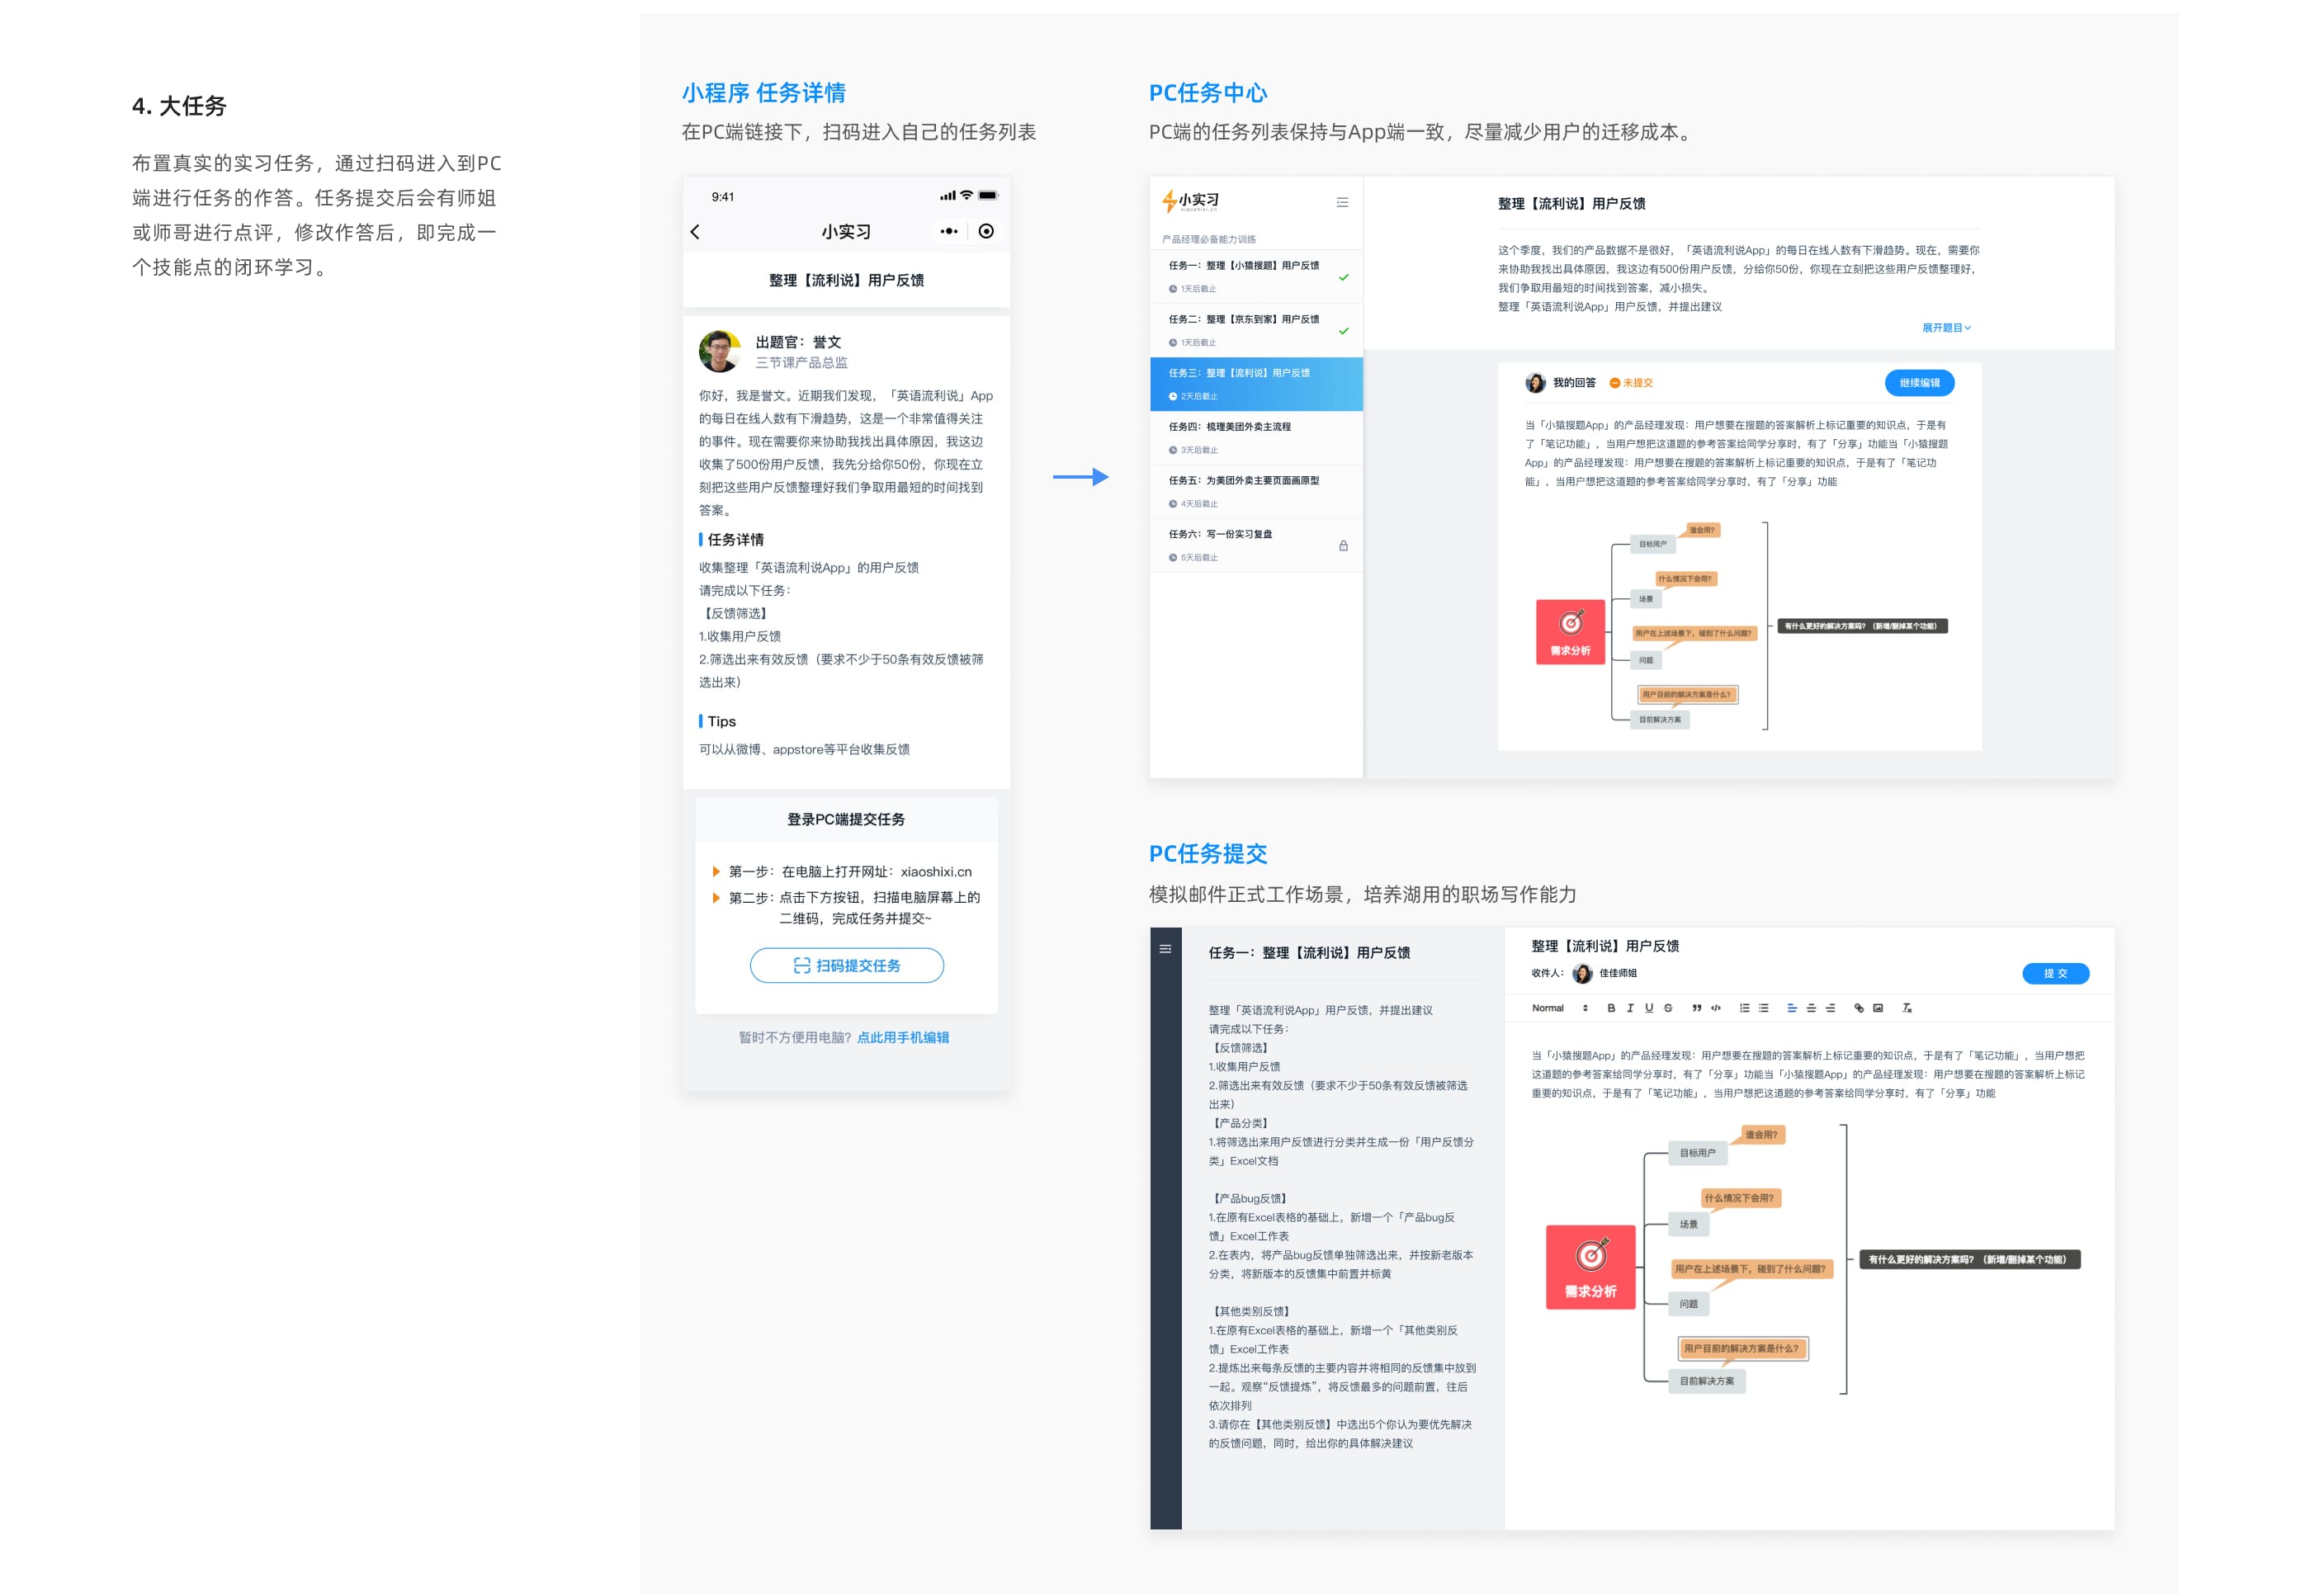 4. 大任务
布置真实的实习任务，通过扫码进入到PC
端进行任务的作答。任务提交后会有师姐
或师哥进行点评，修改作答后，即完成一
个技能点的闭环学习。
小程序 任务详情
在PC端链接下，扫码进入自己的任务列表
9:41
小实习
整理【流利说】用户反馈
出题官：誉文
三节课产品总监
你好，我是誉文。近期我们发现，「英语流利说」App
的每日在线人数有下滑趋势，这是一个非常值得关注
的事件。现在需要你来协助我找出具体原因，我这边
收集了500份用户反馈，我先分给你50份，你现在立
刻把这些用户反馈整理好我们争取用最短的时间找到
答案。
任务详情
收集整理「英语流利说App」的用户反馈
请完成以下任务：
【反馈筛选】
1.收集用户反馈
2.筛选出来有效反馈（要求不少于50条有效反馈被筛
选出来）
Tips
可以从微博、appstore等平台收集反馈
登录PC端提交任务
第一步：在电脑上打开网址：xiaoshixi.cn
第二步：点击下方按钮，扫描电脑屏幕上的
二维码，完成任务并提交~
扫码提交任务
暂时不方便用电脑？点此用手机编辑
PC任务中心
PC端的任务列表保持与App端一致，尽量减少用户的迁移成本。
小实习
xiaoshixi.cn
产品经理必备能力训练
任务一：整理【小猿搜题】用户反馈
1天后截止
任务二：整理【京东到家】用户反馈
1天后截止
任务三：整理【流利说】用户反馈
2天后截止
任务四：梳理美团外卖主流程
3天后截止
任务五：为美团外卖主要页面画原型
4天后截止
任务六：写一份实习复盘
5天后截止
整理【流利说】用户反馈
这个季度，我们的产品数据不是很好，「英语流利说App」的每日在线人数有下滑趋势。现在，需要你
来协助我找出具体原因，我这边有500份用户反馈，分给你50份，你现在立刻把这些用户反馈整理好，
我们争取用最短的时间找到答案，减小损失。
整理「英语流利说App」用户反馈，并提出建议
展开题目
我的回答
未提交
继续编辑
当「小猿搜题App」的产品经理发现：用户想要在搜题的答案解析上标记重要的知识点，于是有
了「笔记功能」，当用户想把这道题的参考答案给同学分享时，有了「分享」功能当「小猿搜题
App」的产品经理发现：用户想要在搜题的答案解析上标记重要的知识点，于是有了「笔记功
能」，当用户想把这道题的参考答案给同学分享时，有了「分享」功能
谁会用？
目标用户
什么情况下会用？
场景
用户在上述场景下，碰到了什么问题？
问题
用户目前的解决方案是什么？
目前解决方案
需求分析
有什么更好的解决方案吗？（新增/删掉某个功能）
PC任务提交
模拟邮件正式工作场景，培养湖用的职场写作能力
任务一：整理【流利说】用户反馈
整理「英语流利说App」用户反馈，并提出建议
请完成以下任务：
【反馈筛选】
1.收集用户反馈
2.筛选出来有效反馈（要求不少于50条有效反馈被筛选
出来）
【产品分类】
1.将筛选出来用户反馈进行分类并生成一份「用户反馈分
类」Excel文档
【产品bug反馈】
1.在原有Excel表格的基础上，新增一个「产品bug反
馈」Excel工作表
2.在表内，将产品bug反馈单独筛选出来，并按新老版本
分类，将新版本的反馈集中前置并标黄
【其他类别反馈】
1.在原有Excel表格的基础上，新增一个「其他类别反
馈」Excel工作表
2.提炼出来每条反馈的主要内容并将相同的反馈集中放到
一起。观察“反馈提炼”，将反馈最多的问题前置，往后
依次排列
3.请你在【其他类别反馈】中选出5个你认为要优先解决
的反馈问题，同时，给出你的具体解决建议
整理【流利说】用户反馈
收件人：
佳佳师姐
提 交
Normal
当「小猿搜题App」的产品经理发现：用户想要在搜题的答案解析上标记重要的知识点，于是有了「笔记功能」，当用户想把
这道题的参考答案给同学分享时，有了「分享」功能当「小猿搜题App」的产品经理发现：用户想要在搜题的答案解析上标记
重要的知识点，于是有了「笔记功能」，当用户想把这道题的参考答案给同学分享时，有了「分享」功能
谁会用？
目标用户
什么情况下会用？
场景
用户在上述场景下，碰到了什么问题？
问题
用户目前的解决方案是什么？
目前解决方案
需求分析
有什么更好的解决方案吗？（新增/删掉某个功能）